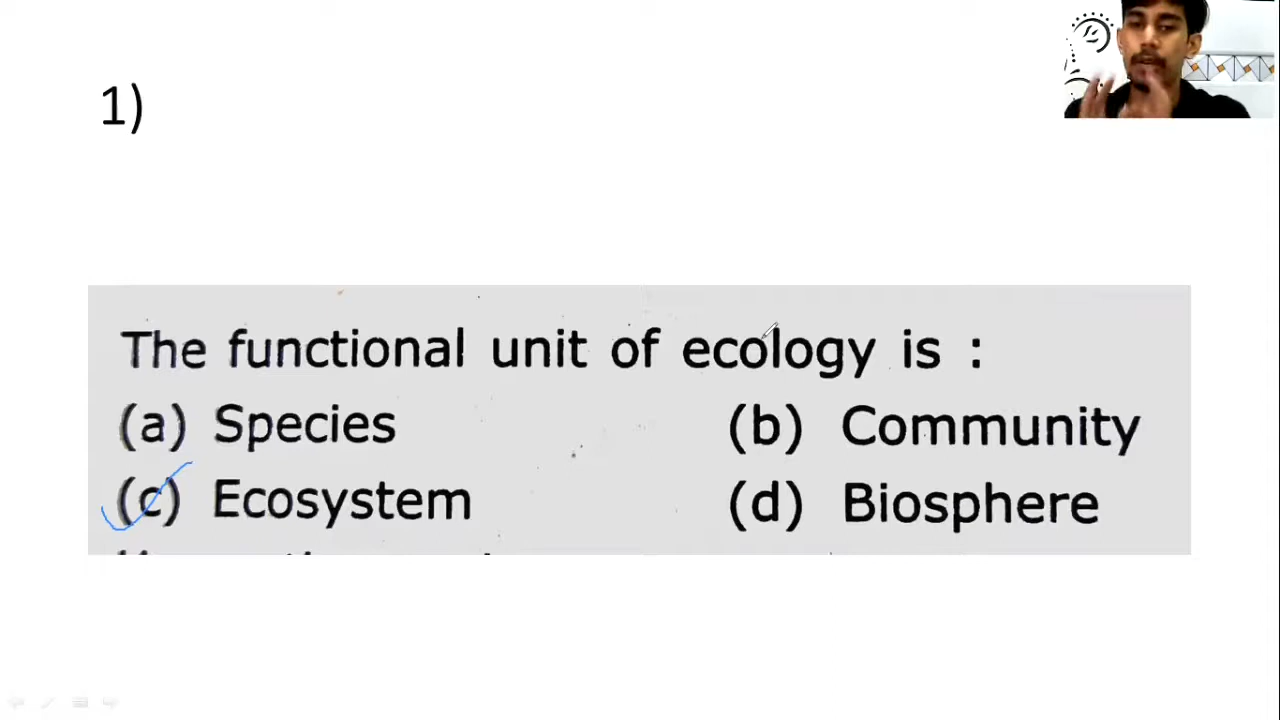 1)
The functional unit of ecology is :
(a) Species (b) Community
(c) Ecosystem (d) Biosphere